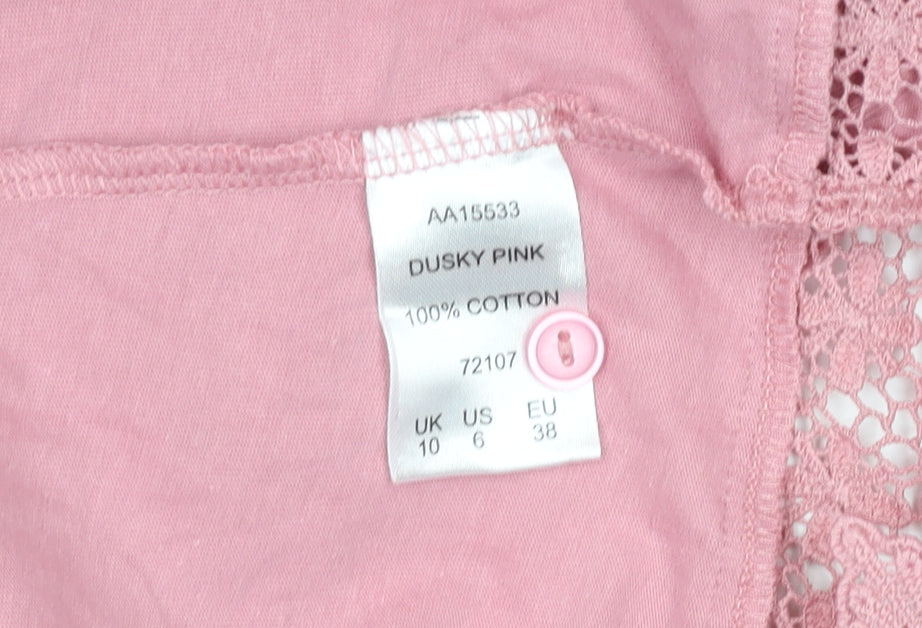 AA15533
DUSKY PINK
100% COTTON
72107
UK US EU
10 6 38